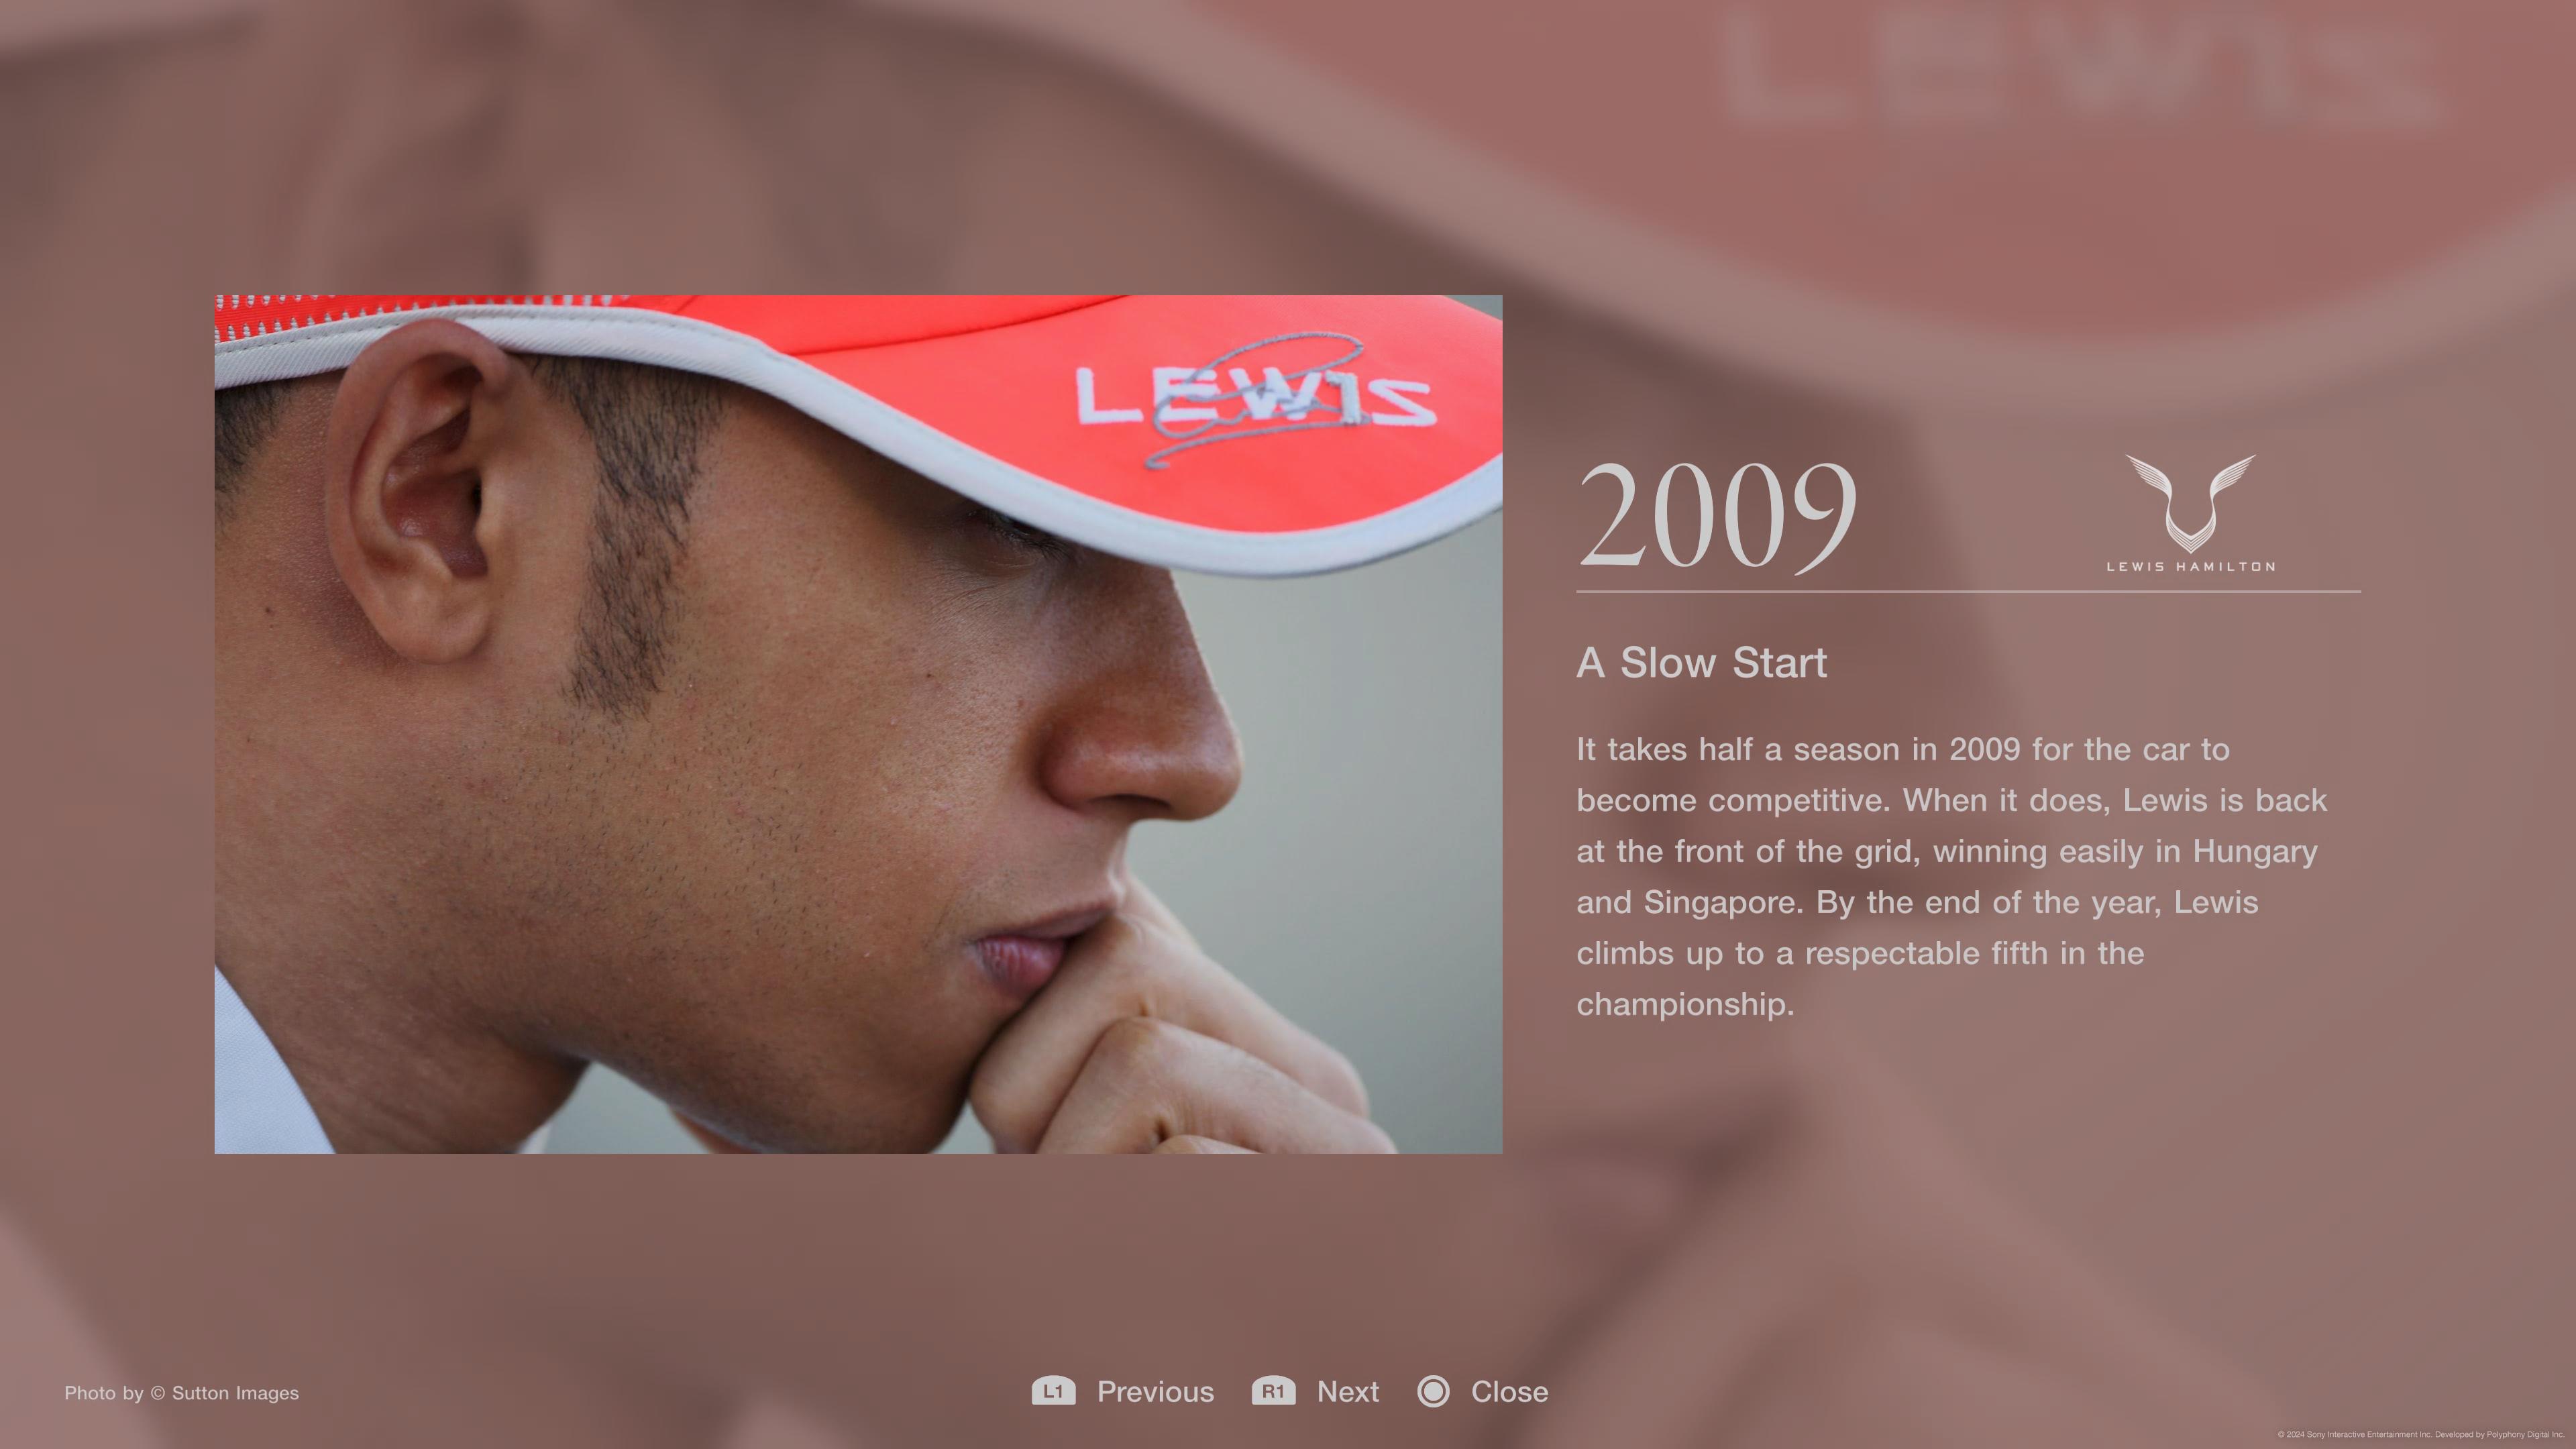 LEWIS
LEWIS
2009
LEWIS HAMILTON
A Slow Start
It takes half a season in 2009 for the car to
become competitive. When it does, Lewis is back
at the front of the grid, winning easily in Hungary
and Singapore. By the end of the year, Lewis
climbs up to a respectable fifth in the
championship.
Photo by © Sutton Images
L1 Previous R1 Next Close
© 2024 Sony Interactive Entertainment Inc. Developed by Polyphony Digital Inc.